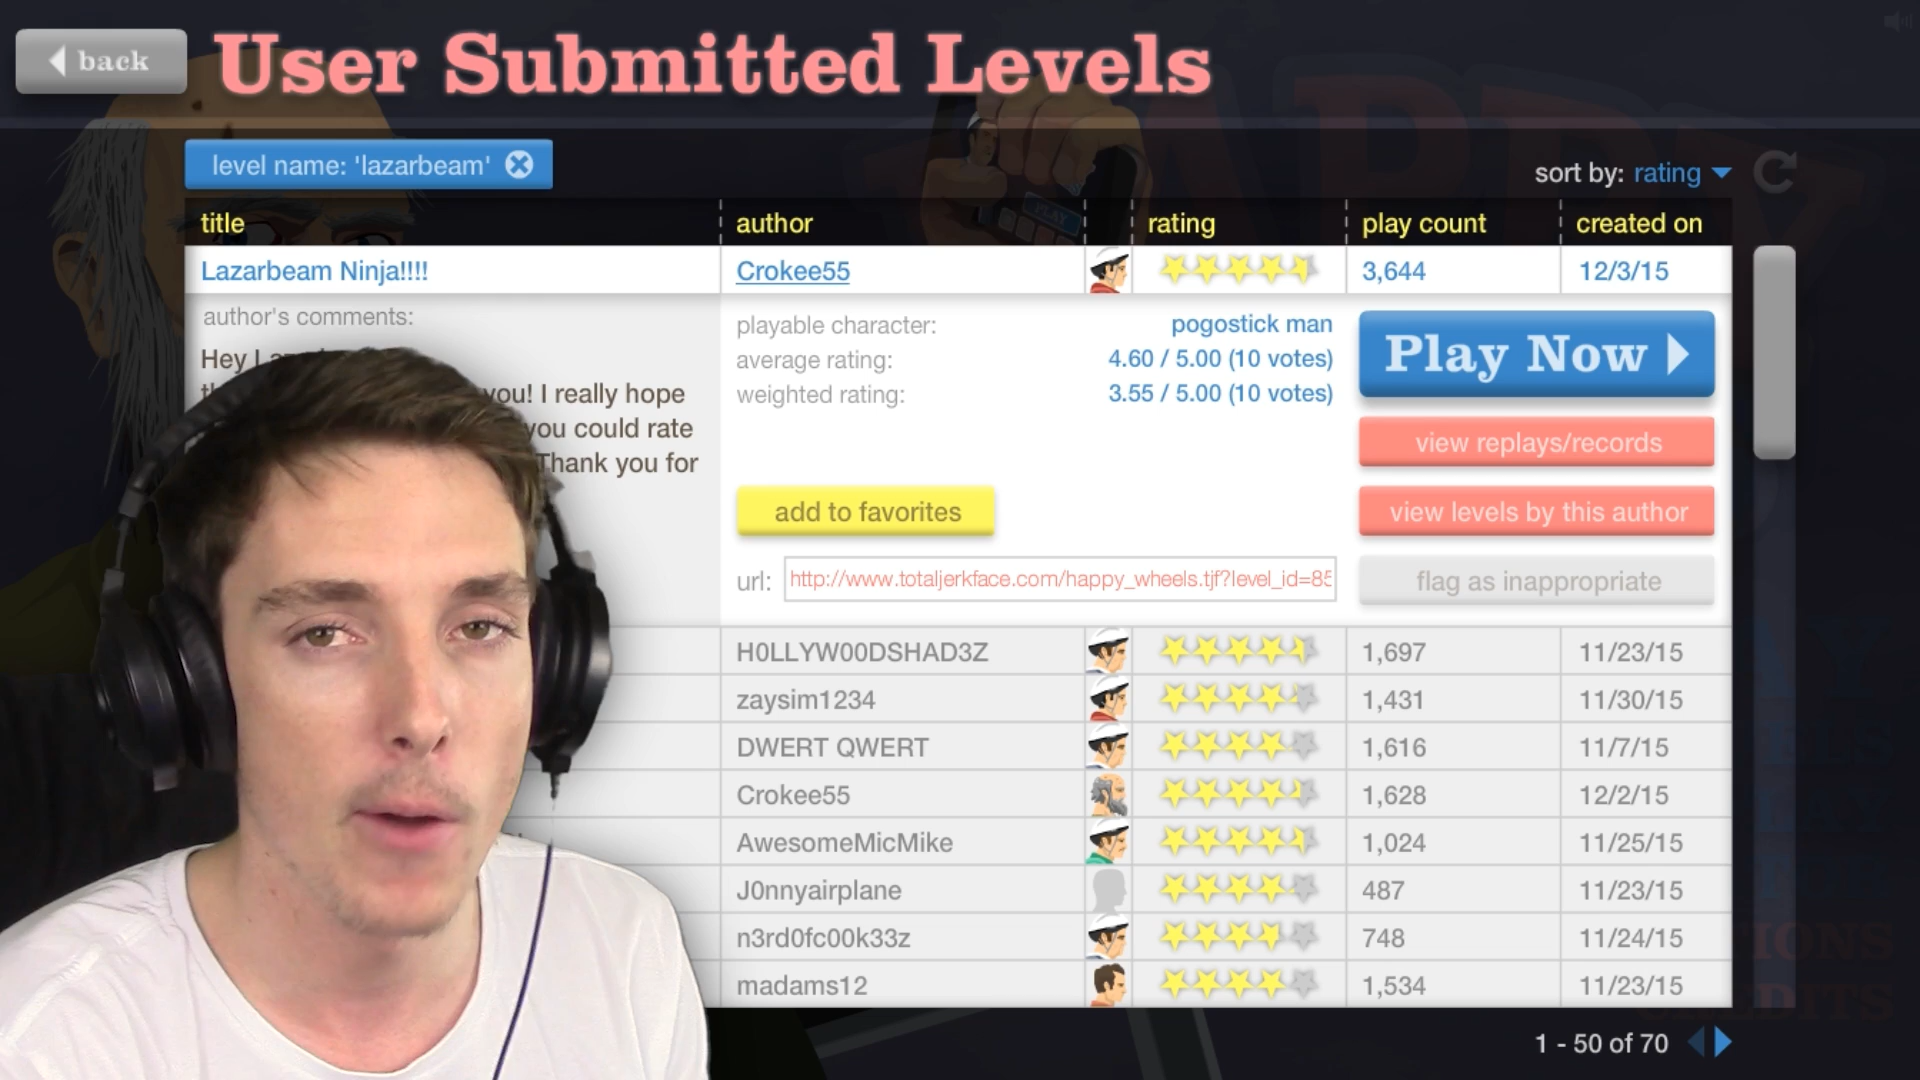 back
User Submitted Levels
level name: 'lazarbeam'
sort by: rating
title author rating play count created on
Lazarbeam Ninja!!!! Crokee55 3,644 12/3/15
author's comments:
Hey
you! I really hope
you could rate
Thank you for
playable character: pogostick man
average rating: 4.60 / 5.00 (10 votes)
weighted rating: 3.55 / 5.00 (10 votes)
add to favorites
url: http://www.totaljerkface.com/happy_wheels.tjf?level_id=85
Play Now
view replays/records
view levels by this author
flag as inappropriate
H0LLYW00DSHAD3Z 1,697 11/23/15
zaysim1234 1,431 11/30/15
DWERT QWERT 1,616 11/7/15
Crokee55 1,628 12/2/15
AwesomeMicMike 1,024 11/25/15
J0nnyairplane 487 11/23/15
n3rd0fc00k33z 748 11/24/15
madams12 1,534 11/23/15
1 - 50 of 70